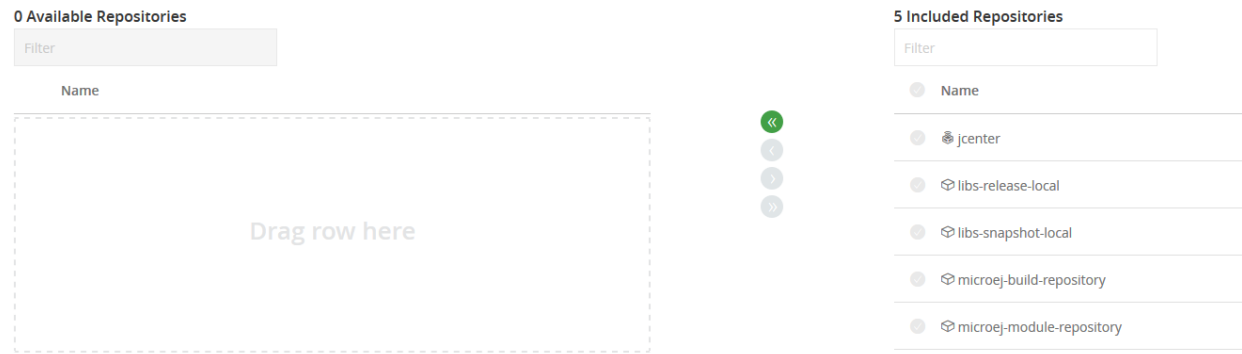 0 Available Repositories
Filter
Name
Drag row here
5 Included Repositories
Filter
Name
jcenter
libs-release-local
libs-snapshot-local
microej-build-repository
microej-module-repository